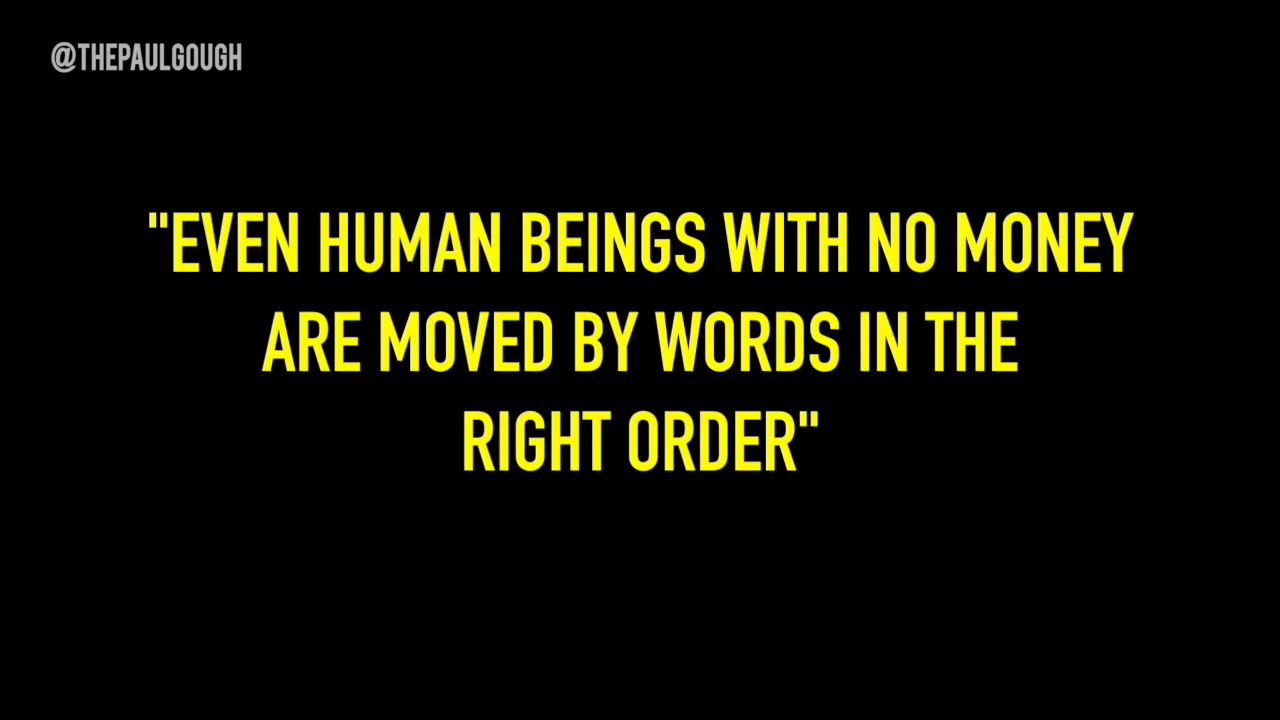 @THEPAULGOUGH
"EVEN HUMAN BEINGS WITH NO MONEY
ARE MOVED BY WORDS IN THE
RIGHT ORDER"